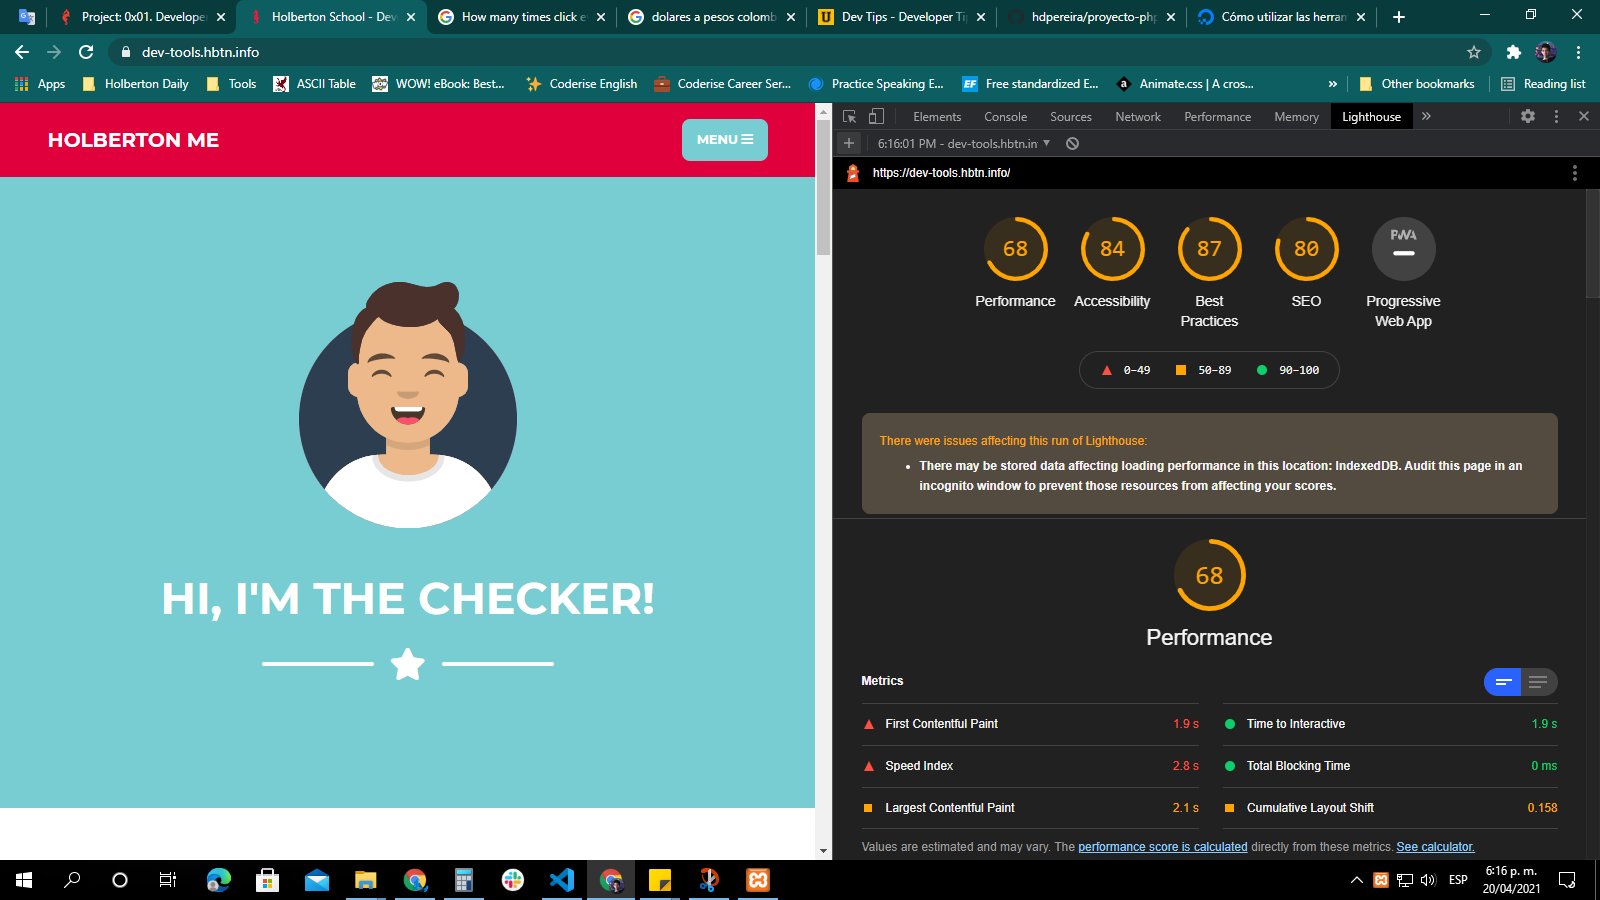 Project: 0x01. Developer
Holberton School - Dev
How many times click e
dolares a pesos colomb
Dev Tips - Developer Ti
hdpereira/proyecto-php
Cómo utilizar las herram
dev-tools.hbtn.info
Apps
Holberton Daily
Tools
ASCII Table
WOW! eBook: Best...
Coderise English
Coderise Career Ser...
Practice Speaking E...
EF
Free standardized E...
a
Animate.css | A cros...
»
Other bookmarks
Reading list
HOLBERTON ME
MENU
HI, I'M THE CHECKER!
Elements
Console
Sources
Network
Performance
Memory
Lighthouse
»
6:16:01 PM - dev-tools.hbtn.in
https://dev-tools.hbtn.info/
68
84
87
80
PWA
Performance
Accessibility
Best
Practices
SEO
Progressive
Web App
0–49
50–89
90–100
There were issues affecting this run of Lighthouse:
• There may be stored data affecting loading performance in this location: IndexedDB. Audit this page in an
incognito window to prevent those resources from affecting your scores.
68
Performance
Metrics
First Contentful Paint 1.9 s
Time to Interactive 1.9 s
Speed Index 2.8 s
Total Blocking Time 0 ms
Largest Contentful Paint 2.1 s
Cumulative Layout Shift 0.158
Values are estimated and may vary. The performance score is calculated directly from these metrics. See calculator.
ESP
6:16 p. m.
20/04/2021